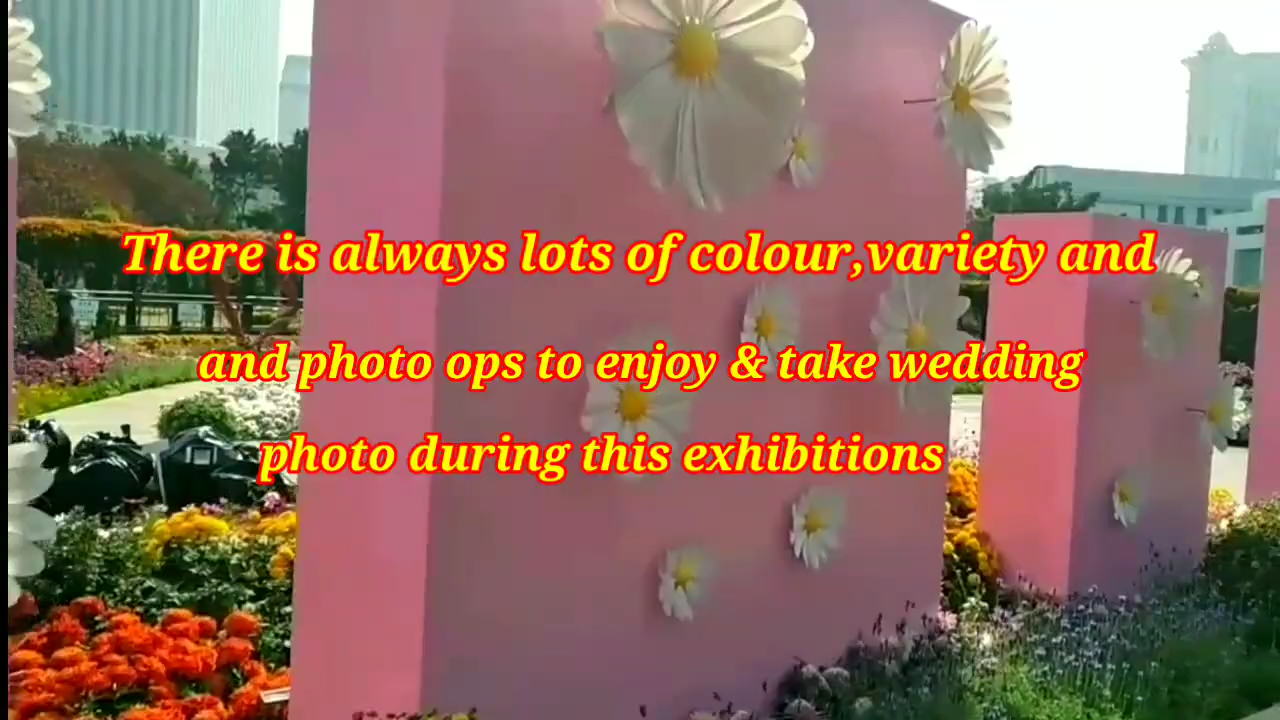 There is always lots of colour,variety and
and photo ops to enjoy & take wedding
photo during this exhibitions